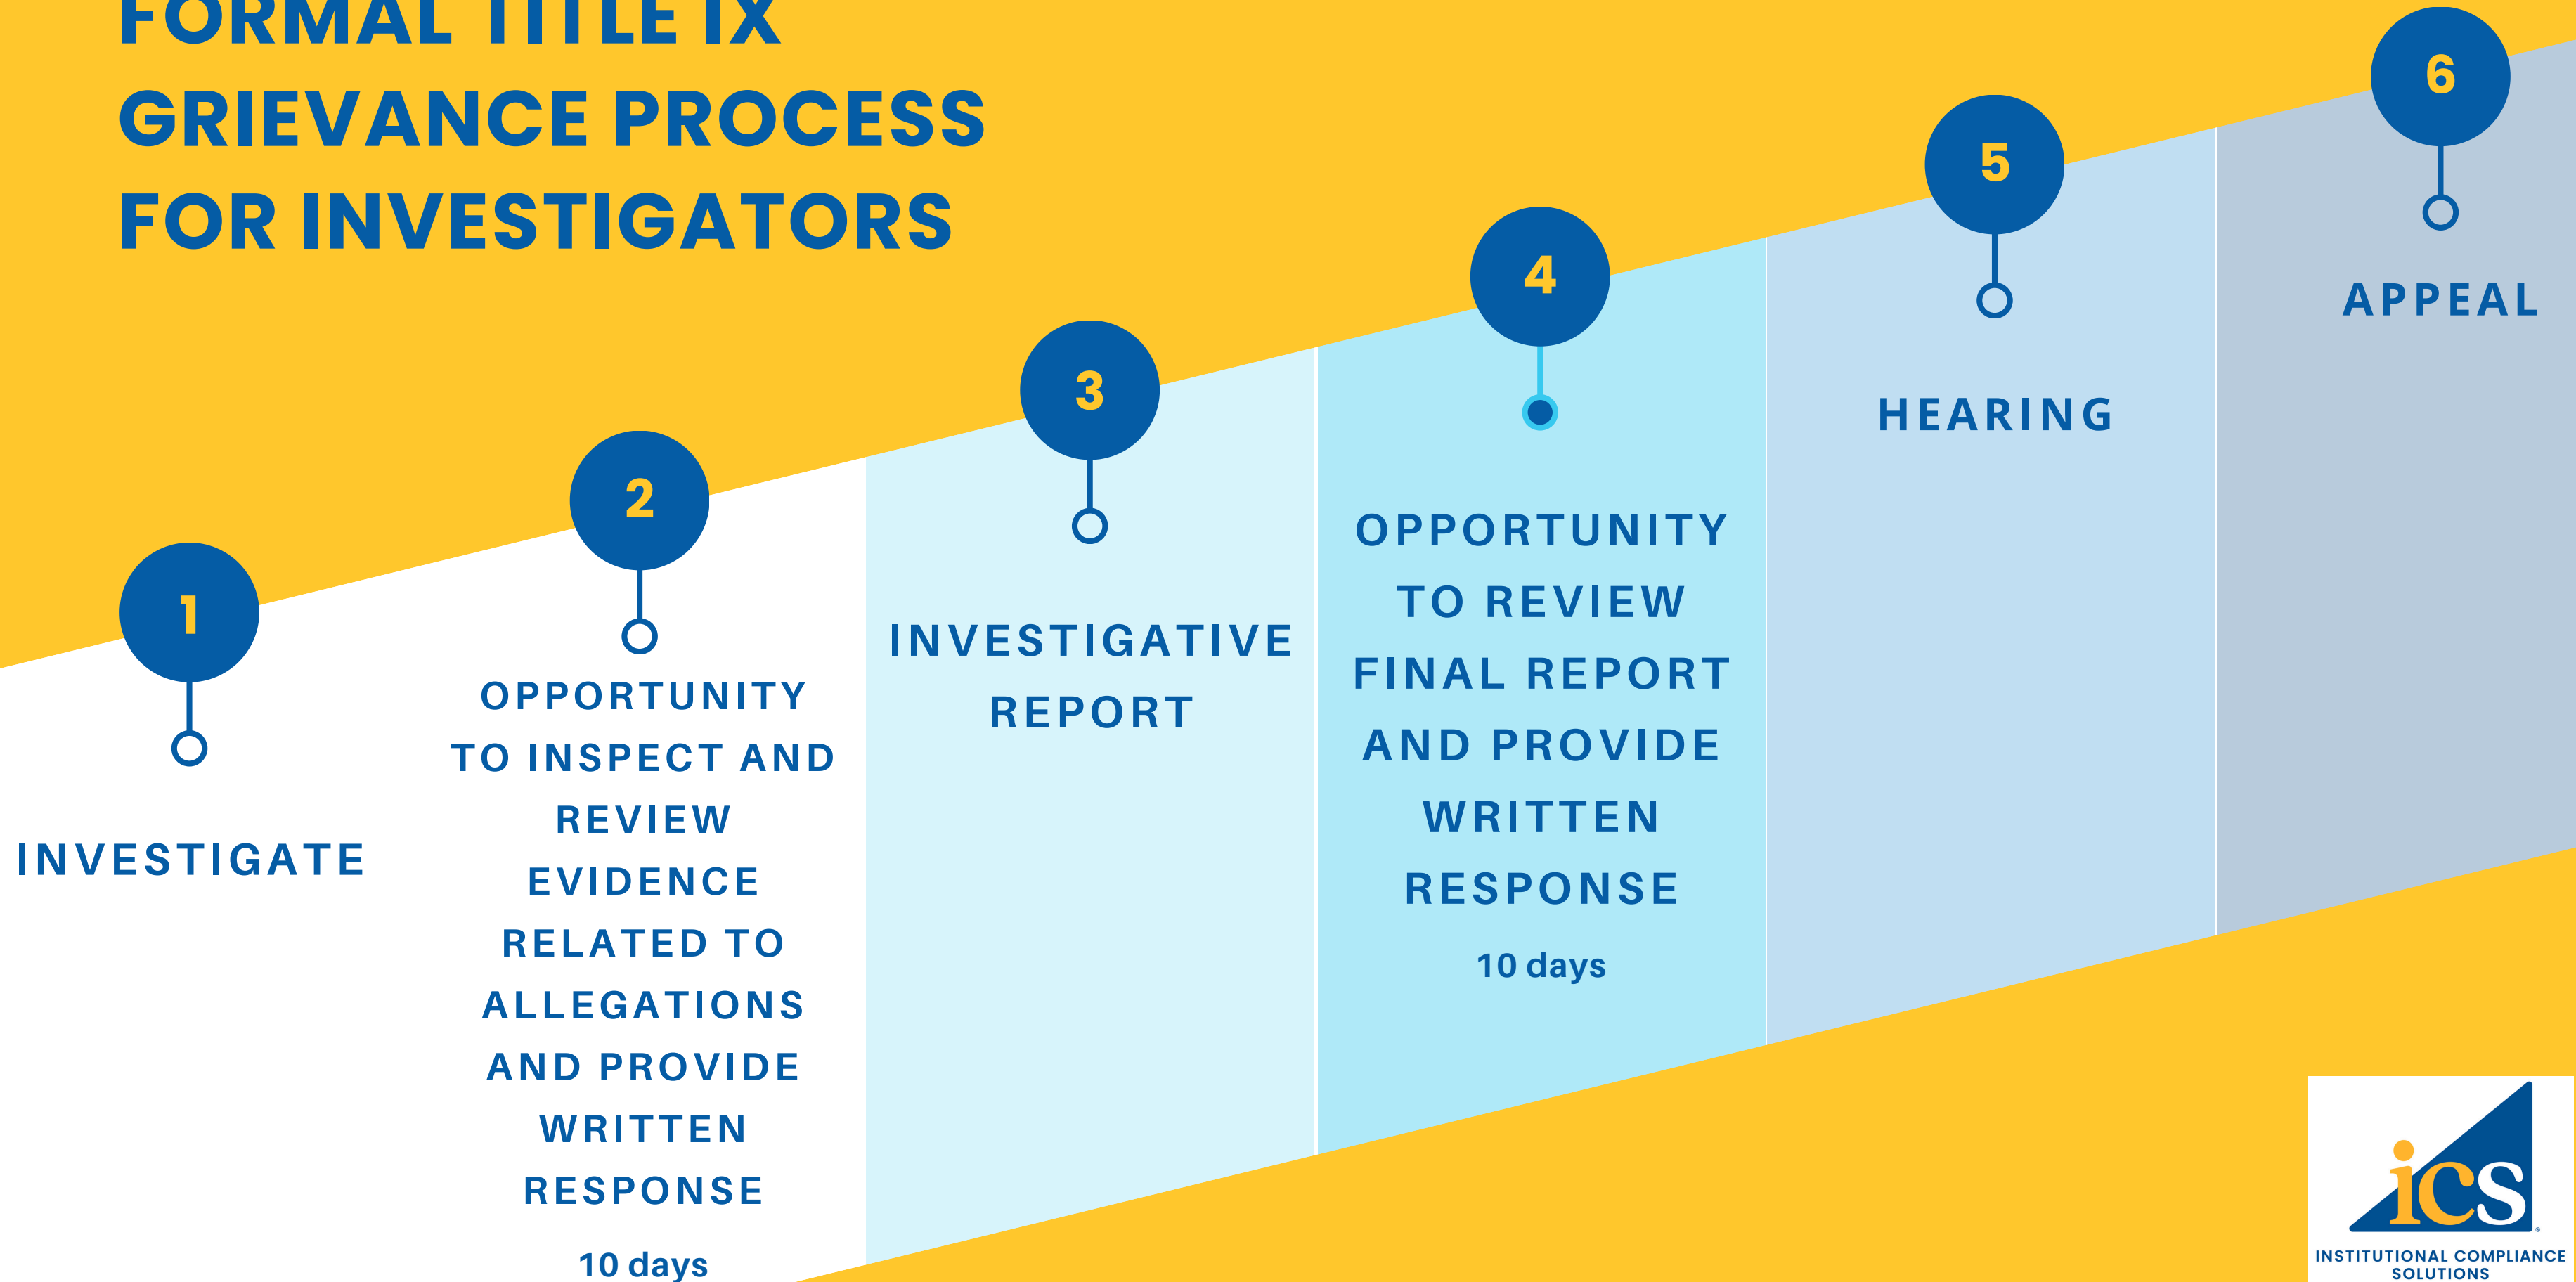 FORMAL TITLE IX
GRIEVANCE PROCESS
FOR INVESTIGATORS
1
INVESTIGATE
2
OPPORTUNITY
TO INSPECT AND
REVIEW
EVIDENCE
RELATED TO
ALLEGATIONS
AND PROVIDE
WRITTEN
RESPONSE
10 days
3
INVESTIGATIVE
REPORT
4
OPPORTUNITY
TO REVIEW
FINAL REPORT
AND PROVIDE
WRITTEN
RESPONSE
10 days
5
HEARING
6
APPEAL
ics®
INSTITUTIONAL COMPLIANCE
SOLUTIONS